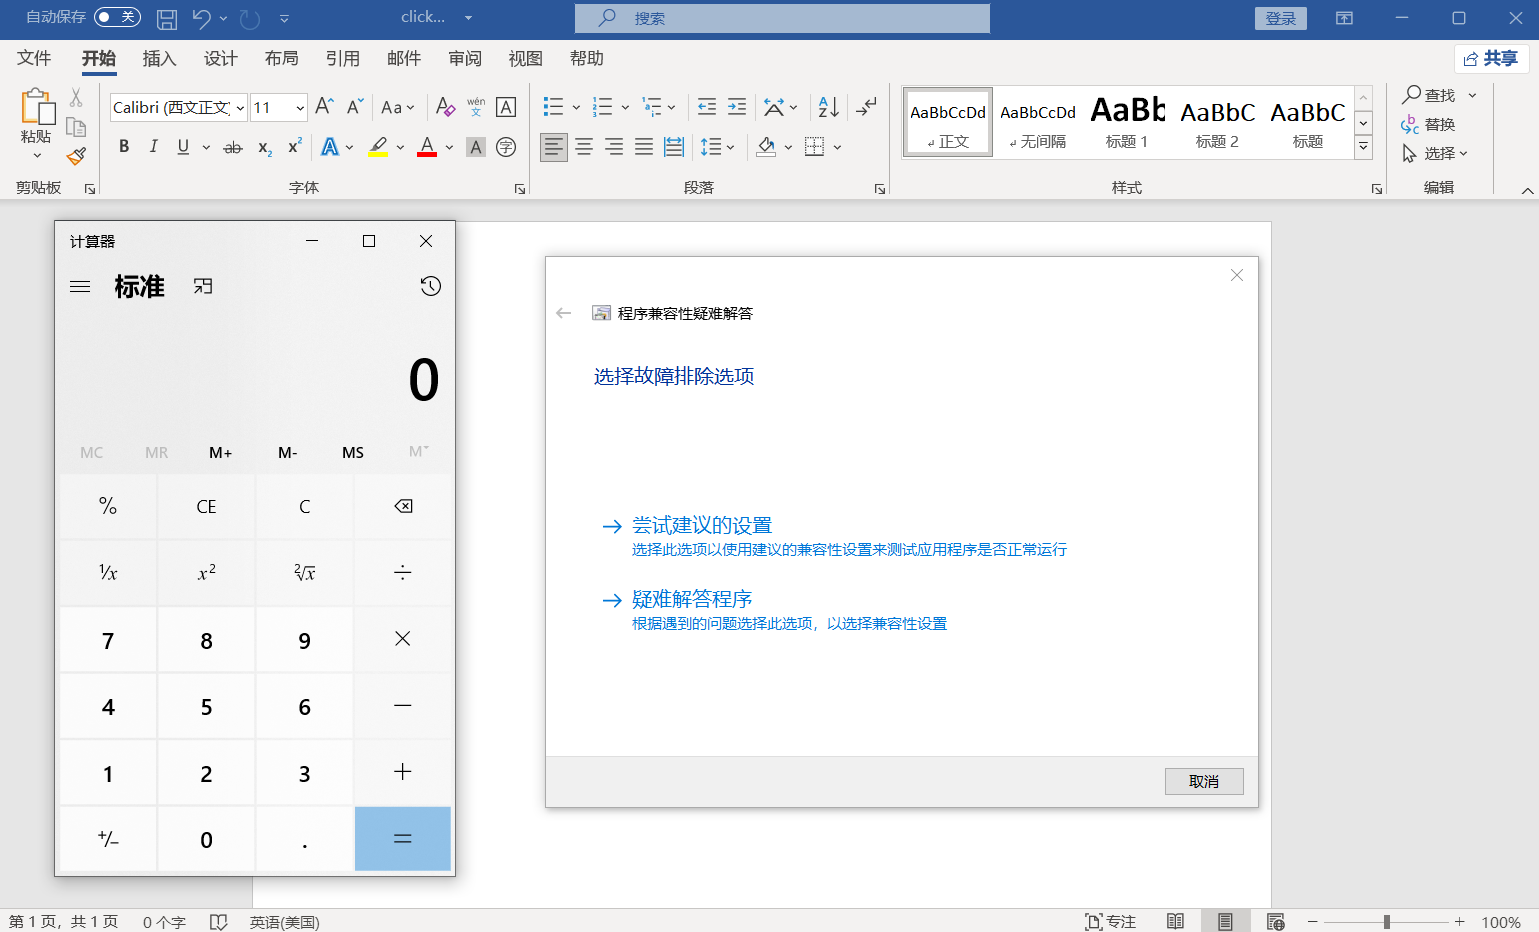 自动保存 关 click... 搜索 登录
文件 开始 插入 设计 布局 引用 邮件 审阅 视图 帮助 共享
粘贴
剪贴板
Calibri (西文正文) 11 A A Aa A wén 文 A
B I U ab x2 x2 A A A 字
字体
段落
AaBbCcDd AaBbCcDd AaBb AaBbC AaBbC
正文 无间隔 标题 1 标题 2 标题
样式
查找
替换
选择
编辑
计算器
标准
0
MC MR M+ M- MS M
% CE C
1/x x2 2√x ÷
7 8 9 ×
4 5 6 −
1 2 3 +
+/− 0 . =
程序兼容性疑难解答
选择故障排除选项
尝试建议的设置
选择此选项以使用建议的兼容性设置来测试应用程序是否正常运行
疑难解答程序
根据遇到的问题选择此选项，以选择兼容性设置
取消
第 1 页，共 1 页 0 个字 英语(美国) 专注 − + 100%